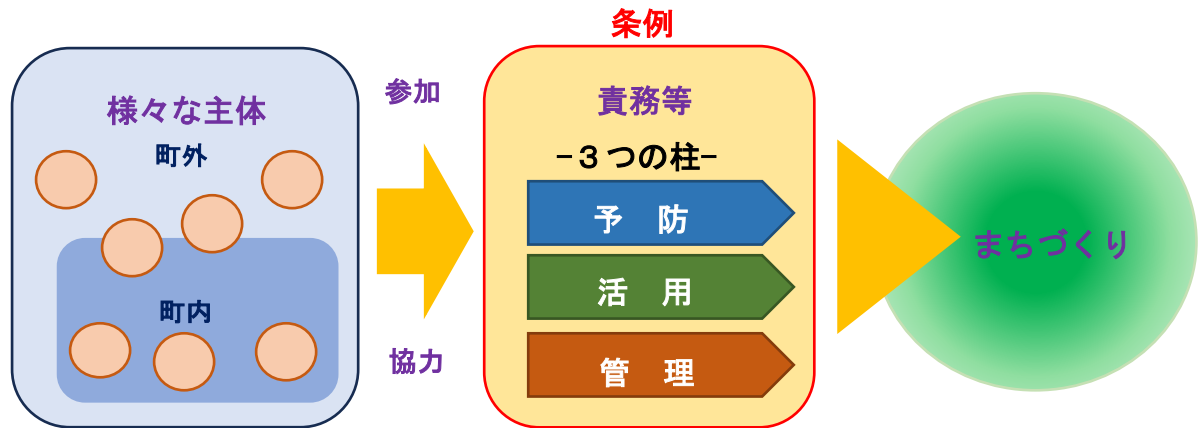 様々な主体
町外
町内
参加
協力
条例
責務等
-３つの柱-
予　防
活　用
管　理
まちづくり